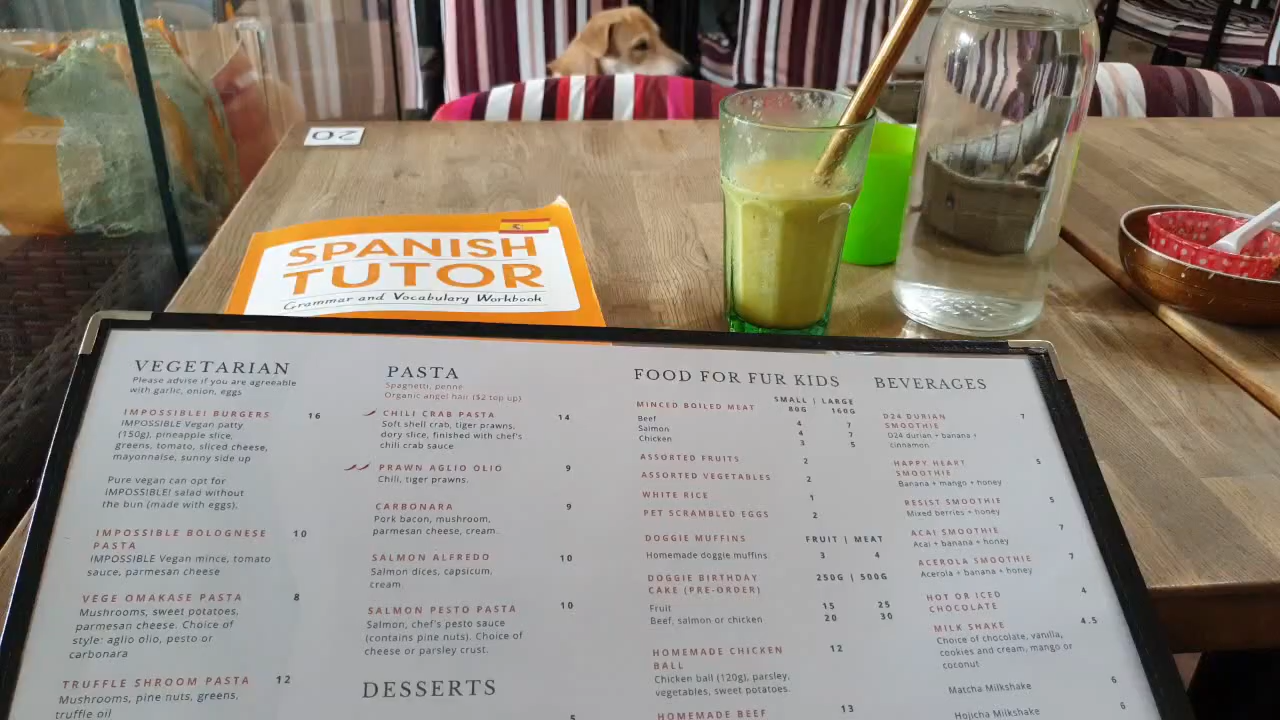 20
SPANISH
TUTOR
Grammar and Vocabulary Workbook
VEGETARIAN
Please advise if you are agreeable
with garlic, onion, eggs
IMPOSSIBLE! BURGERS 16
IMPOSSIBLE Vegan patty
(150g), pineapple slice,
greens, tomato, sliced cheese,
mayonnaise, sunny side up
Pure vegan can opt for
IMPOSSIBLE! salad without
the bun (made with eggs).
IMPOSSIBLE BOLOGNESE 10
PASTA
IMPOSSIBLE Vegan mince, tomato
sauce, parmesan cheese
VEGE OMAKASE PASTA 8
Mushrooms, sweet potatoes,
parmesan cheese. Choice of
style: aglio olio, pesto or
carbonara
TRUFFLE SHROOM PASTA 12
Mushrooms, pine nuts, greens,
truffle oil
PASTA
Spaghetti, penne
Organic angel hair ($2 top up)
CHILI CRAB PASTA 14
Soft shell crab, tiger prawns,
dory slice, finished with chef's
chili crab sauce
PRAWN AGLIO OLIO 9
Chili, tiger prawns.
CARBONARA 9
Pork bacon, mushroom,
parmesan cheese, cream.
SALMON ALFREDO 10
Salmon dices, capsicum,
cream.
SALMON PESTO PASTA 10
Salmon, chef's pesto sauce
(contains pine nuts). Choice of
cheese or parsley crust.
DESSERTS
5
FOOD FOR FUR KIDS
SMALL | LARGE
MINCED BOILED MEAT 80G 160G
Beef 4 7
Salmon 4 7
Chicken 3 5
ASSORTED FRUITS 2
ASSORTED VEGETABLES 2
WHITE RICE 1
PET SCRAMBLED EGGS 2
DOGGIE MUFFINS FRUIT | MEAT
Homemade doggie muffins. 3 4
DOGGIE BIRTHDAY 250G | 500G
CAKE (PRE-ORDER)
Fruit 15 25
Beef, salmon or chicken 20 30
HOMEMADE CHICKEN 12
BALL
Chicken ball (120g), parsley,
vegetables, sweet potatoes.
HOMEMADE BEEF 13
BEVERAGES
D24 DURIAN 7
SMOOTHIE
D24 durian + banana +
cinnamon
HAPPY HEART 5
SMOOTHIE
Banana + mango + honey
RESIST SMOOTHIE 5
Mixed berries + honey
ACAI SMOOTHIE 7
Acai + banana + honey
ACEROLA SMOOTHIE 7
Acerola + banana + honey
HOT OR ICED 4
CHOCOLATE
MILK SHAKE 4.5
Choice of chocolate, vanilla,
cookies and cream, mango or
coconut
Matcha Milkshake 6
Hojicha Milkshake 6